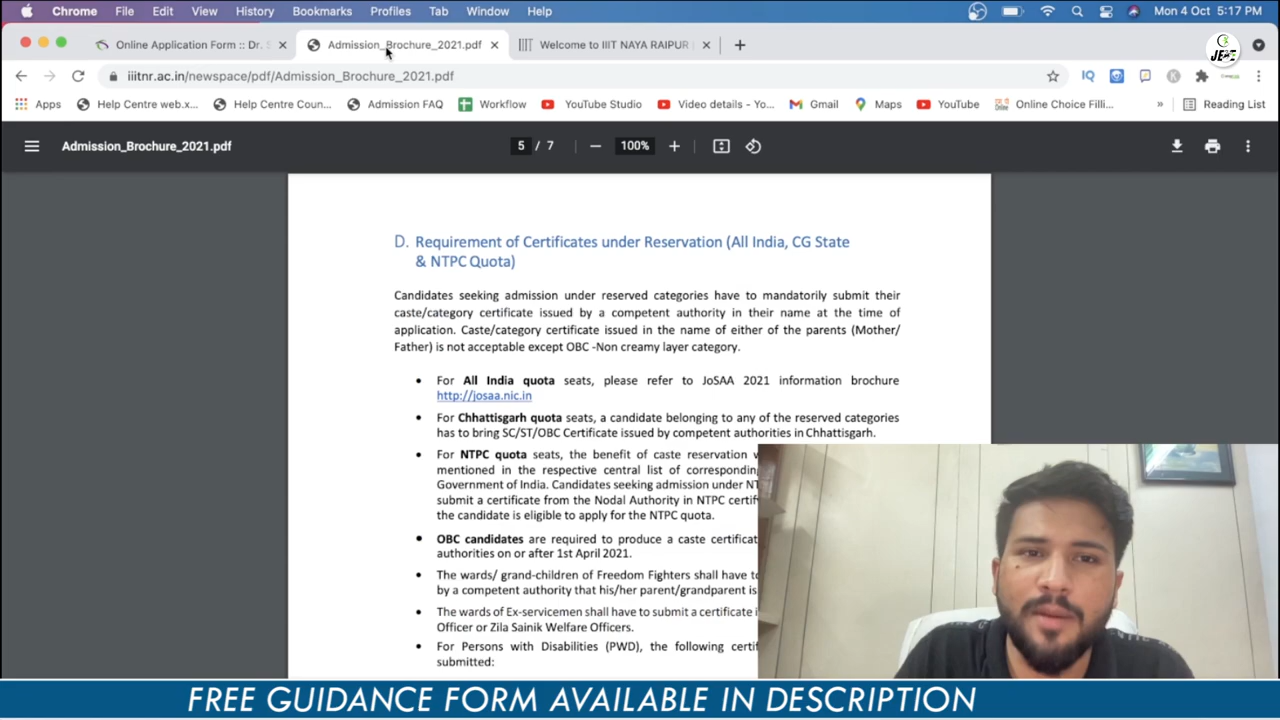 Chrome File Edit View History Bookmarks Profiles Tab Window Help Mon 4 Oct 5:17 PM
Online Application Form :: Dr. Admission_Brochure_2021.pdf Welcome to IIIT NAYA RAIPUR
iiitnr.ac.in/newspace/pdf/Admission_Brochure_2021.pdf IQ
Apps Help Centre web.x... Help Centre Coun... Admission FAQ Workflow YouTube Studio Video details - Yo... Gmail Maps YouTube Online Choice Filli... » Reading List
Admission_Brochure_2021.pdf 5 / 7 100%
D. Requirement of Certificates under Reservation (All India, CG State
& NTPC Quota)
Candidates seeking admission under reserved categories have to mandatorily submit their
caste/category certificate issued by a competent authority in their name at the time of
application. Caste/category certificate issued in the name of either of the parents (Mother/
Father) is not acceptable except OBC -Non creamy layer category.
• For All India quota seats, please refer to JoSAA 2021 information brochure
http://josaa.nic.in
• For Chhattisgarh quota seats, a candidate belonging to any of the reserved categories
has to bring SC/ST/OBC Certificate issued by competent authorities in Chhattisgarh.
• For NTPC quota seats, the benefit of caste reservation
mentioned in the respective central list of corresponding
Government of India. Candidates seeking admission under
submit a certificate from the Nodal Authority in NTPC
the candidate is eligible to apply for the NTPC quota.
• OBC candidates are required to produce a caste
authorities on or after 1st April 2021.
• The wards/ grand-children of Freedom Fighters shall have to
by a competent authority that his/her parent/grandparent is
• The wards of Ex-servicemen shall have to submit a certificate
Officer or Zila Sainik Welfare Officers.
• For Persons with Disabilities (PWD), the following
submitted:
FREE GUIDANCE FORM AVAILABLE IN DESCRIPTION